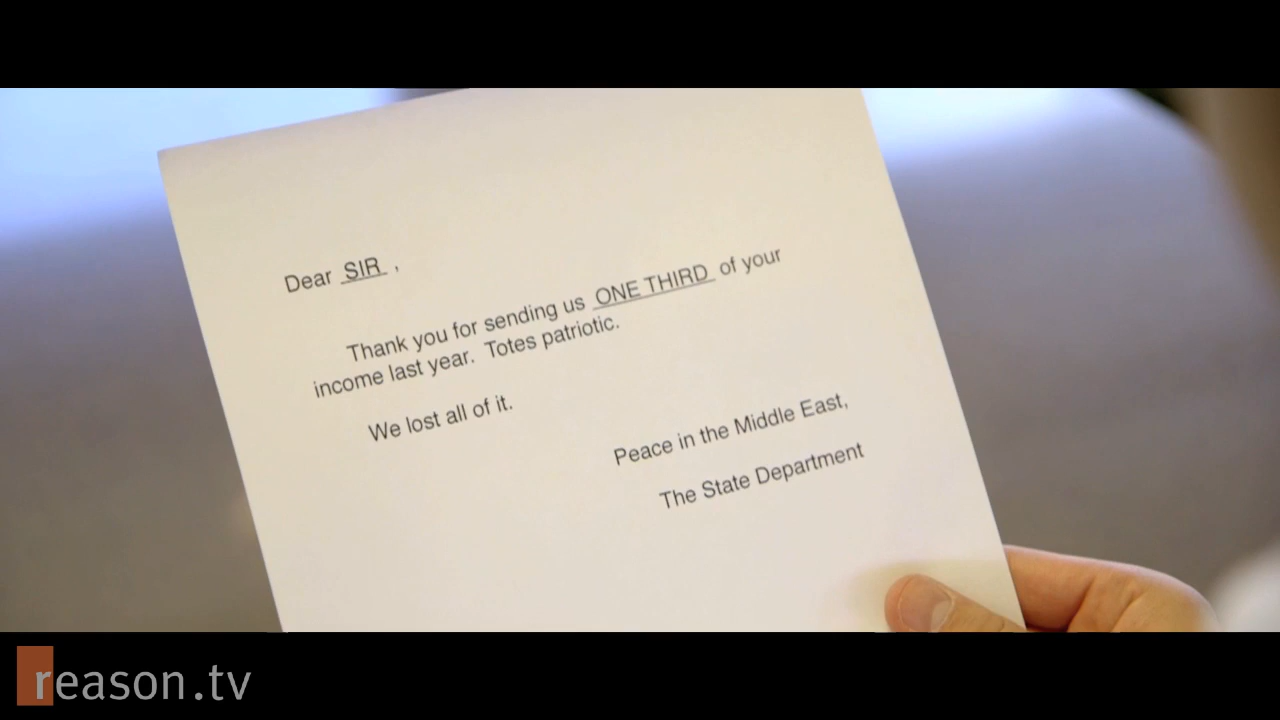 Dear SIR ,
Thank you for sending us ONE THIRD of your
income last year. Totes patriotic.
We lost all of it.
Peace in the Middle East,
The State Department
reason.tv